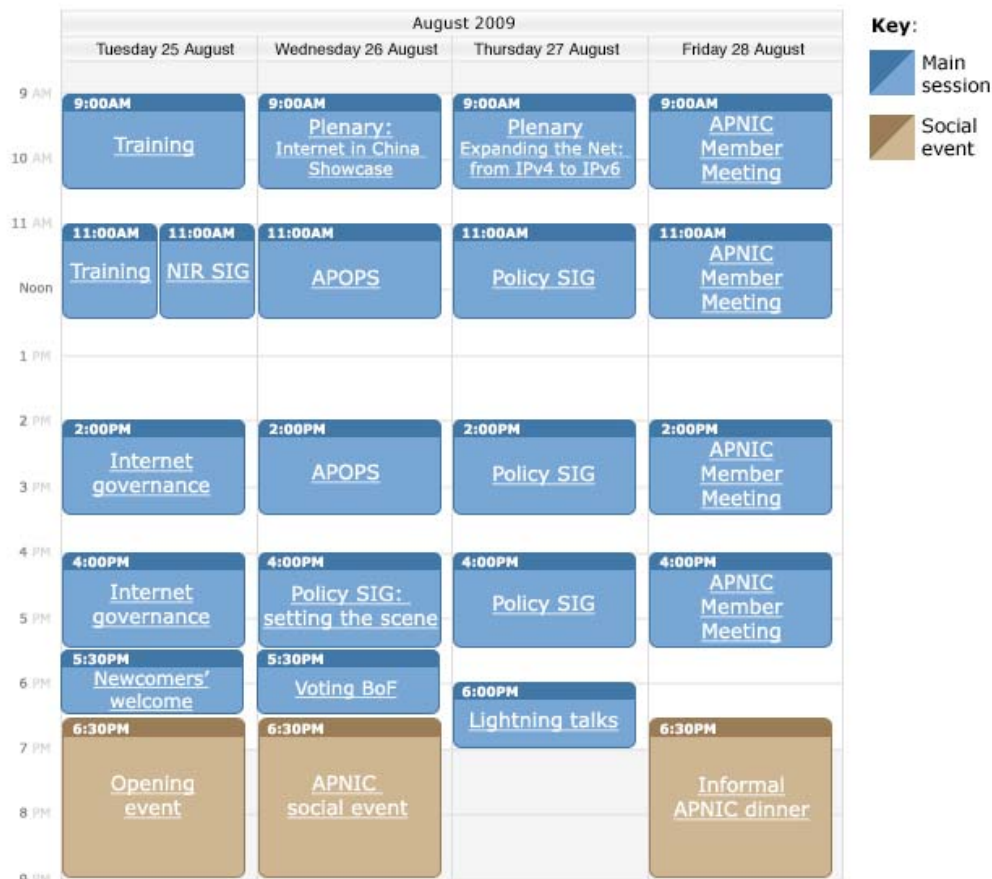 August 2009
Key:
Tuesday 25 August
Wednesday 26 August
Thursday 27 August
Friday 28 August
Main
session
Social
event
9 AM
9:00AM
Training
9:00AM
Plenary:
Internet in China
Showcase
9:00AM
Plenary
Expanding the Net:
from IPv4 to IPv6
9:00AM
APNIC
Member
Meeting
10 AM
11 AM
11:00AM
Training
11:00AM
NIR SIG
11:00AM
APOPS
11:00AM
Policy SIG
11:00AM
APNIC
Member
Meeting
Noon
1 PM
2 PM
2:00PM
Internet
governance
2:00PM
APOPS
2:00PM
Policy SIG
2:00PM
APNIC
Member
Meeting
3 PM
4 PM
4:00PM
Internet
governance
4:00PM
Policy SIG:
setting the scene
4:00PM
Policy SIG
4:00PM
APNIC
Member
Meeting
5 PM
5:30PM
Newcomers'
welcome
5:30PM
Voting BoF
6 PM
6:00PM
Lightning talks
6:30PM
Opening
event
6:30PM
APNIC
social event
6:30PM
Informal
APNIC dinner
7 PM
8 PM